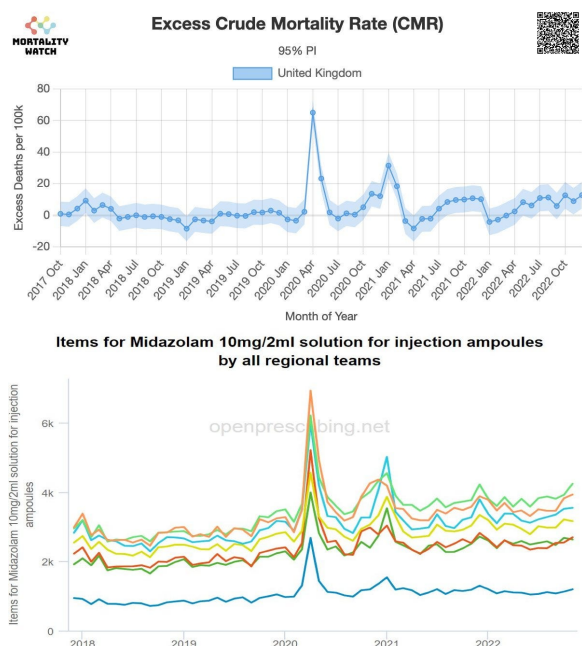 Excess Crude Mortality Rate (CMR)
MORTALITY
WATCH
95% PI
United Kingdom
Excess Deaths per 100k
80
60
40
20
0
-20
2017 Oct
2018 Jan
2018 Apr
2018 Jul
2018 Oct
2019 Jan
2019 Apr
2019 Jul
2019 Oct
2020 Jan
2020 Apr
2020 Jul
2020 Oct
2021 Jan
2021 Apr
2021 Jul
2021 Oct
2022 Jan
2022 Apr
2022 Jul
2022 Oct
Month of Year
Items for Midazolam 10mg/2ml solution for injection ampoules
by all regional teams
Items for Midazolam 10mg/2ml solution for injection
ampoules
openprescribing.net
6k
4k
2k
0
2018
2019
2020
2021
2022